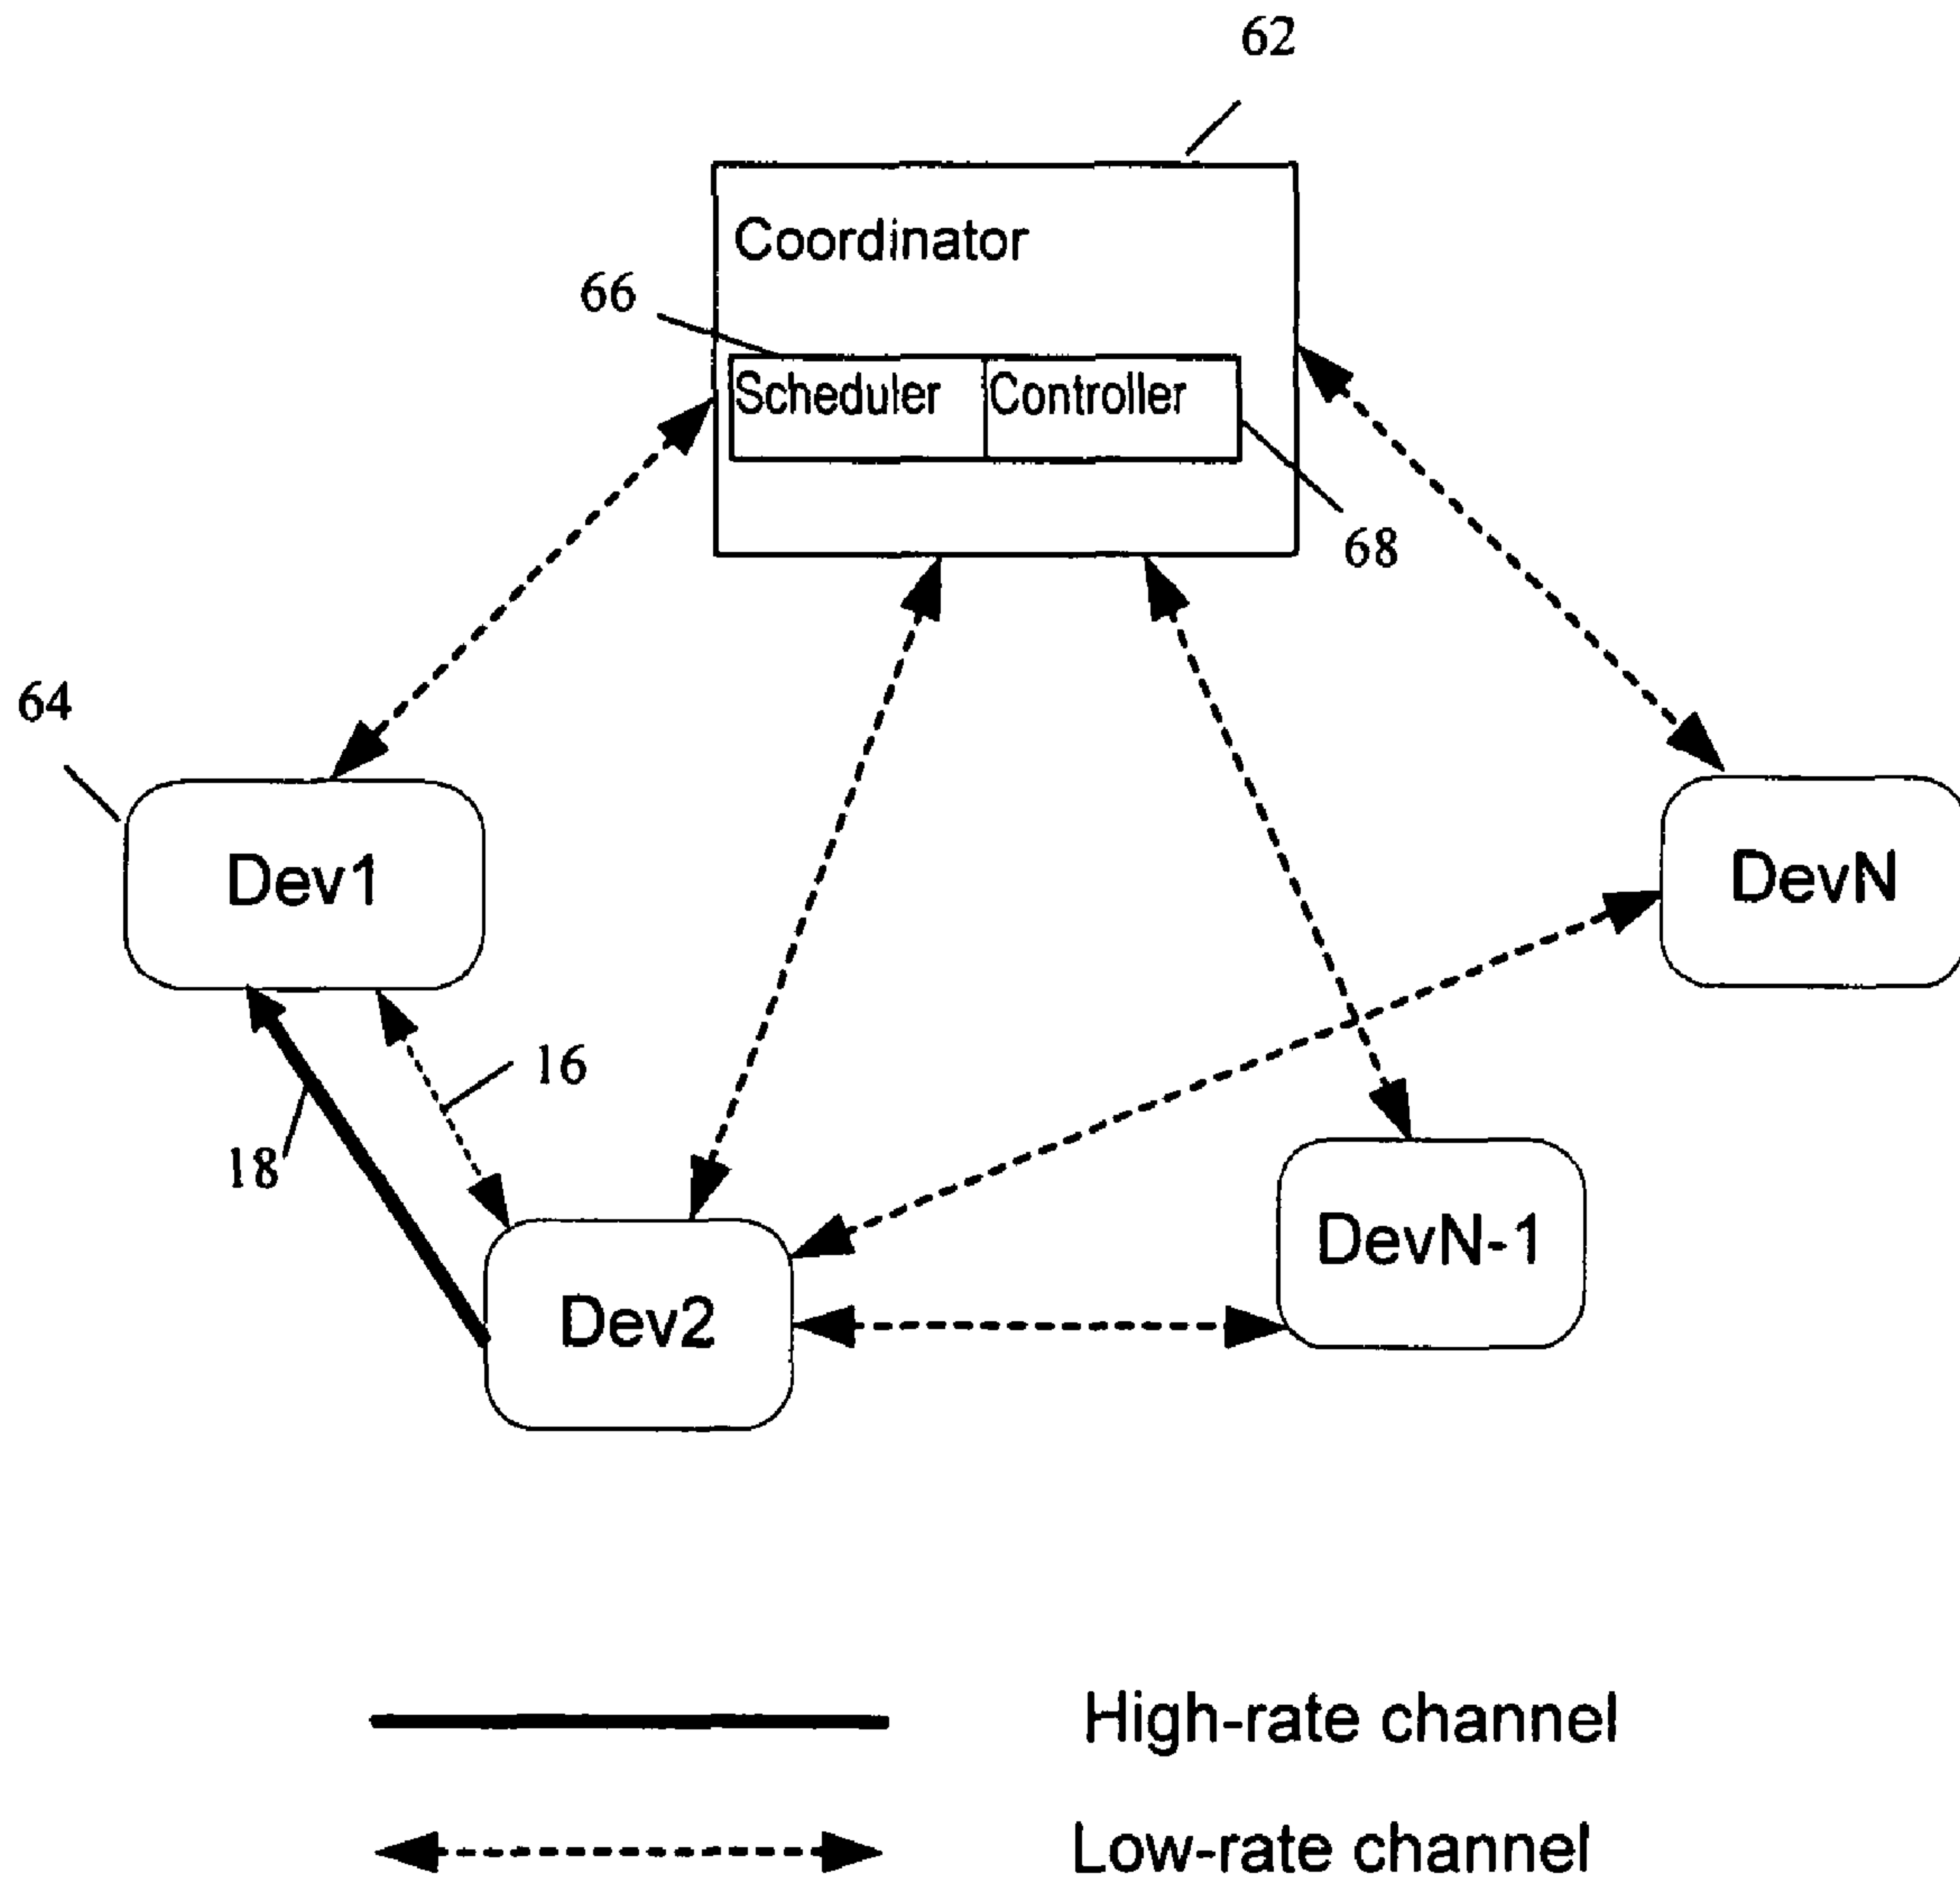 62
Coordinator
66
Scheduler Controller
68
64
Dev1
DevN
16
18
DevN-1
Dev2
High-rate channel
Low-rate channel